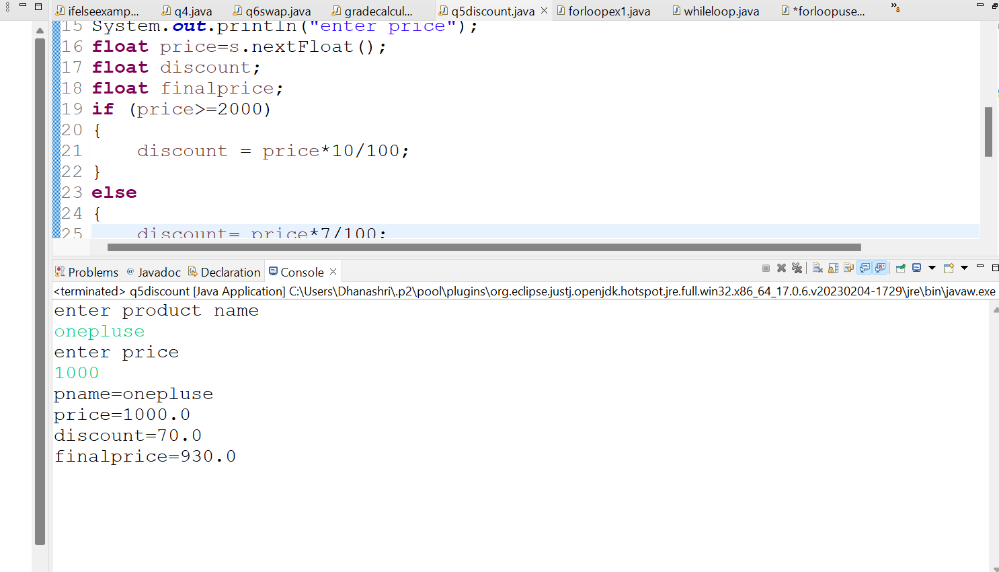 ifelseexamp...
q4.java
q6swap.java
gradecalcul...
q5discount.java
forloopex1.java
whileloop.java
*forloopuse...
»8
15 System.out.println("enter price");
16 float price=s.nextFloat();
17 float discount;
18 float finalprice;
19 if (price>=2000)
20 {
21 discount = price*10/100;
22 }
23 else
24 {
25 discount= price*7/100;
Problems
@ Javadoc
Declaration
Console
<terminated> q5discount [Java Application] C:\Users\Dhanashri\.p2\pool\plugins\org.eclipse.justj.openjdk.hotspot.jre.full.win32.x86_64_17.0.6.v20230204-1729\jre\bin\javaw.exe
enter product name
onepluse
enter price
1000
pname=onepluse
price=1000.0
discount=70.0
finalprice=930.0